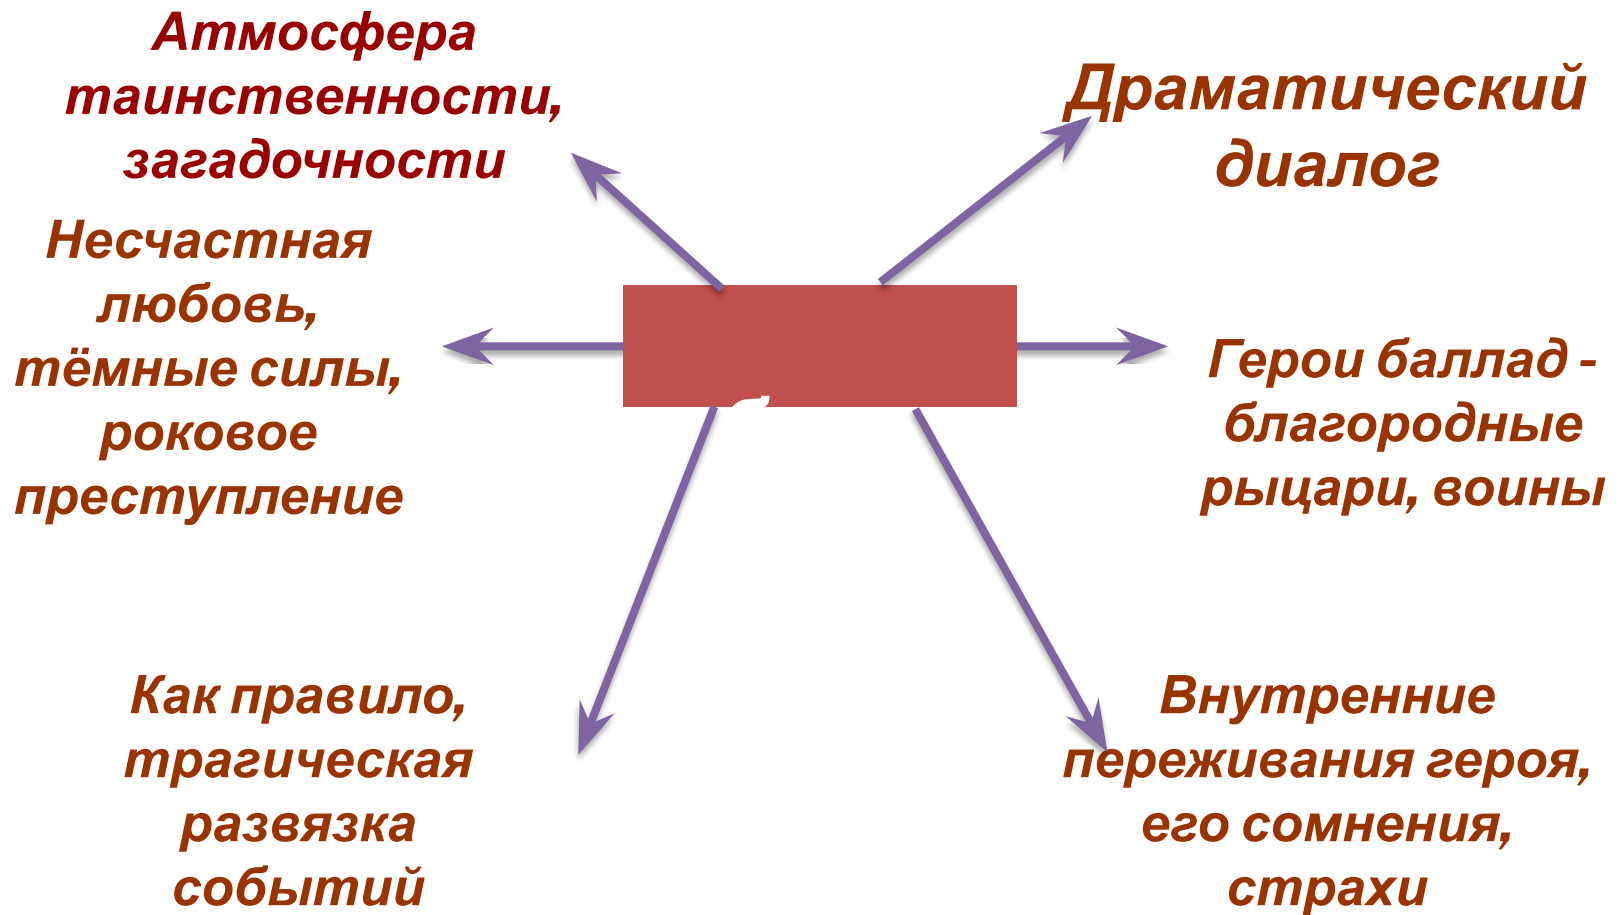 Атмосфера
таинственности,
загадочности
Драматический
диалог
Несчастная
любовь,
тёмные силы,
роковое
преступление
Герои баллад -
благородные
рыцари, воины
Как правило,
трагическая
развязка
событий
Внутренние
переживания героя,
его сомнения,
страхи